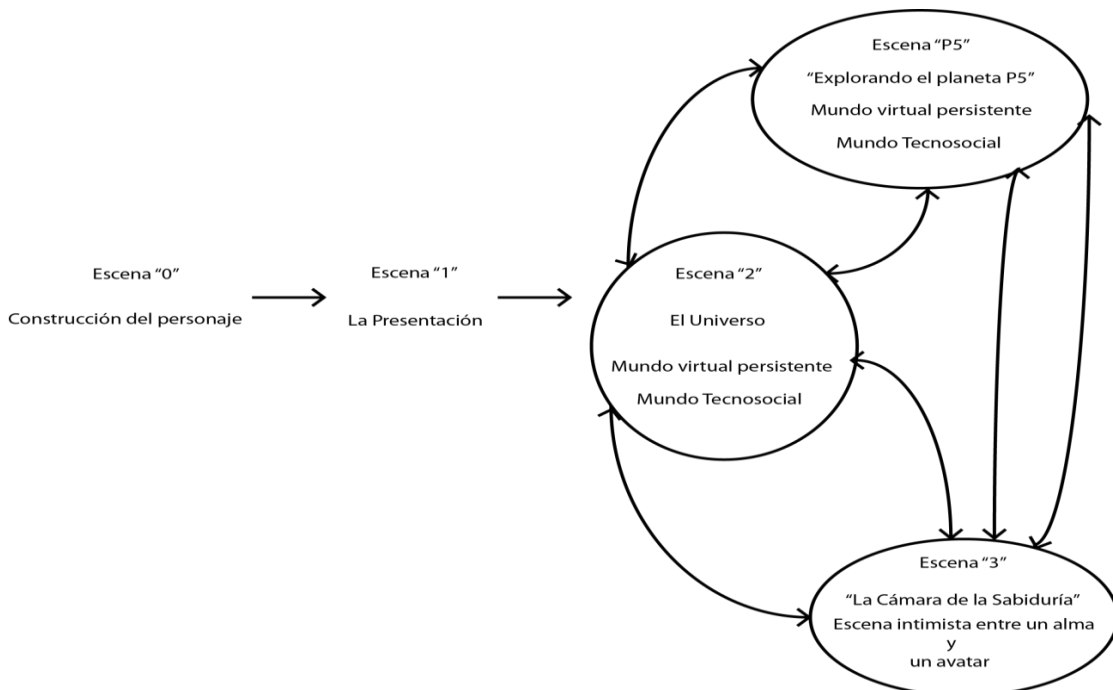 Escena “0”
Construcción del personaje
Escena “1”
La Presentación
Escena “2”
El Universo
Mundo virtual persistente
Mundo Tecnosocial
Escena “P5”
“Explorando el planeta P5”
Mundo virtual persistente
Mundo Tecnosocial
Escena “3”
“La Cámara de la Sabiduría”
Escena intimista entre un alma
y
un avatar